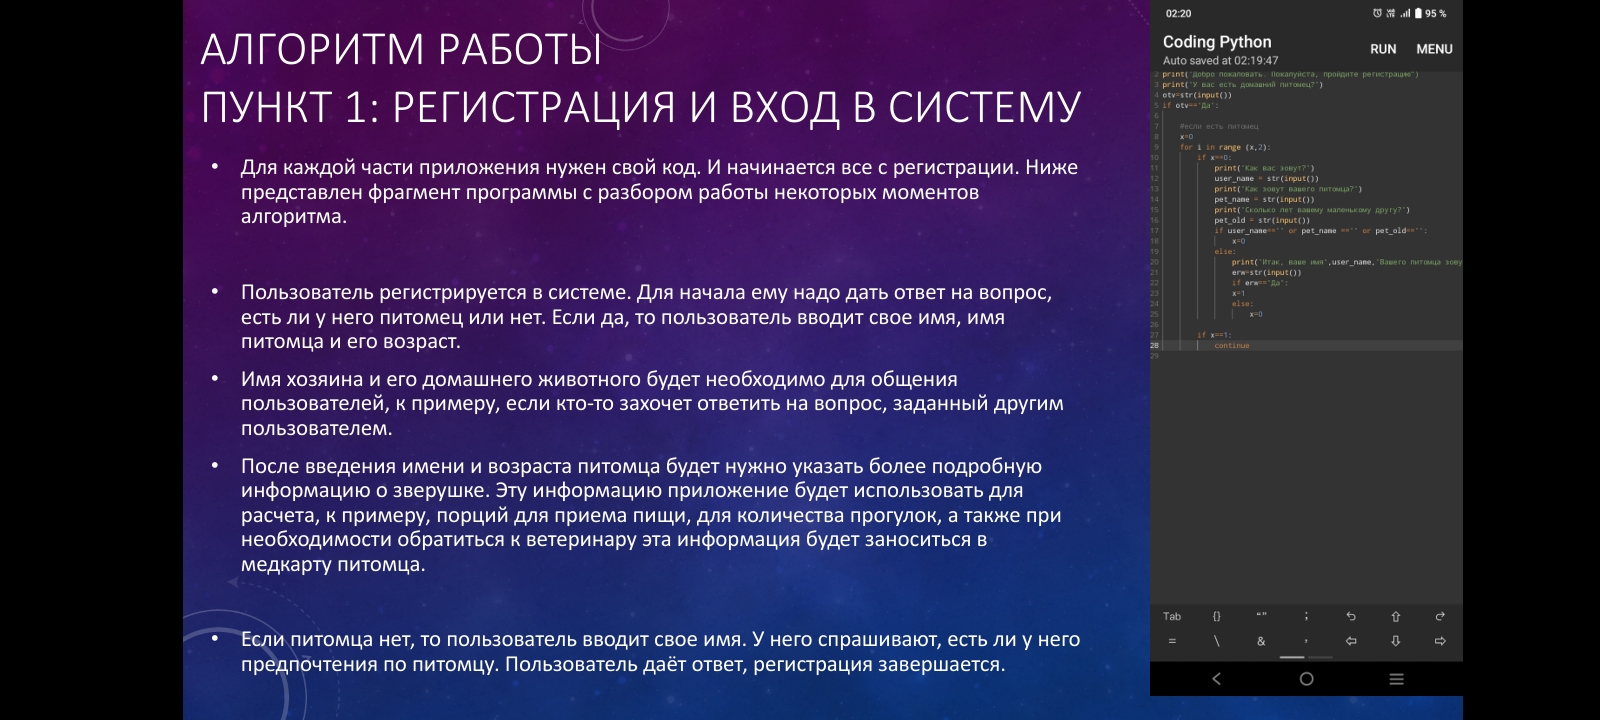 АЛГОРИТМ РАБОТЫ
ПУНКТ 1: РЕГИСТРАЦИЯ И ВХОД В СИСТЕМУ
• Для каждой части приложения нужен свой код. И начинается все с регистрации. Ниже
представлен фрагмент программы с разбором работы некоторых моментов
алгоритма.
• Пользователь регистрируется в системе. Для начала ему надо дать ответ на вопрос,
есть ли у него питомец или нет. Если да, то пользователь вводит свое имя, имя
питомца и его возраст.
• Имя хозяина и его домашнего животного будет необходимо для общения
пользователей, к примеру, если кто-то захочет ответить на вопрос, заданный другим
пользователем.
• После введения имени и возраста питомца будет нужно указать более подробную
информацию о зверушке. Эту информацию приложение будет использовать для
расчета, к примеру, порций для приема пищи, для количества прогулок, а также при
необходимости обратиться к ветеринару эта информация будет заноситься в
медкарту питомца.
• Если питомца нет, то пользователь вводит свое имя. У него спрашивают, есть ли у него
предпочтения по питомцу. Пользователь даёт ответ, регистрация завершается.
02:20 95 %
Coding Python RUN MENU
Auto saved at 02:19:47
2 print('Добро пожаловать. Пожалуйста, пройдите регистрацию')
3 print('У вас есть домашний питомец?')
4 otv=str(input())
5 if otv=='Да':
6
7 #если есть питомец
8 x=0
9 for i in range (x,2):
10 if x==0:
11 print('Как вас зовут?')
12 user_name = str(input())
13 print('Как зовут вашего питомца?')
14 pet_name = str(input())
15 print('Сколько лет вашему маленькому другу?')
16 pet_old = str(input())
17 if user_name=='' or pet_name =='' or pet_old=='':
18 x=0
19 else:
20 print('Итак, ваше имя',user_name,'Вашего питомца зову
21 erw=str(input())
22 if erw=='Да':
23 x=1
24 else:
25 x=0
26
27 if x==1:
28 continue
29
Tab {} “” ;
= \ & ,